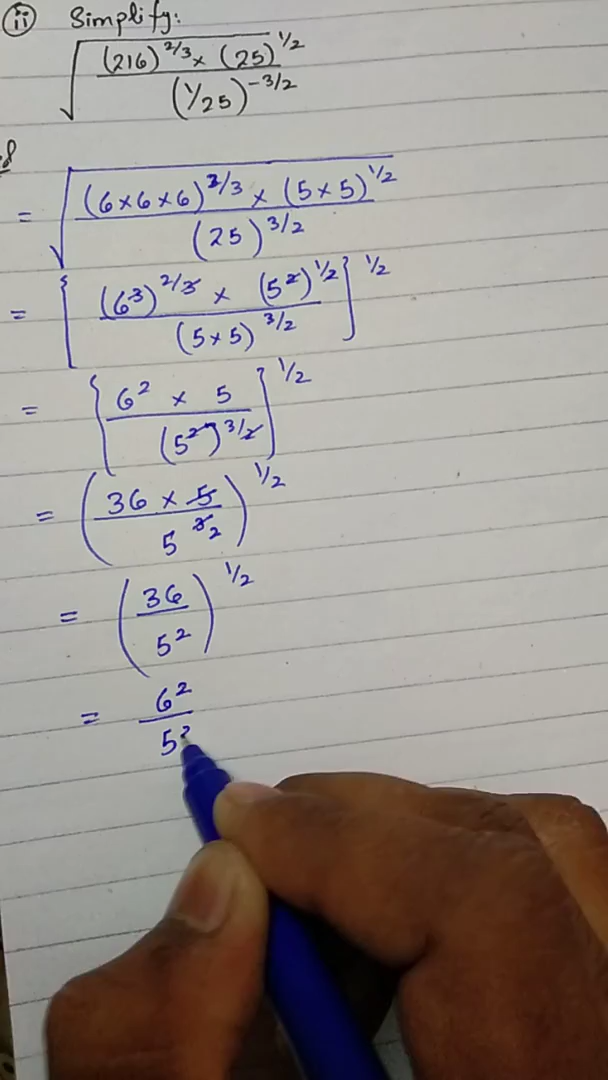 (ii) Simplify:
√((216)^2/3 × (25)^1/2 / (1/25)^-3/2)
= √((6×6×6)^2/3 × (5×5)^1/2 / (25)^3/2)
= [(6^3)^2/3 × (5^2)^1/2 / (5×5)^3/2]^1/2
= [6^2 × 5 / (5^2)^3/2]^1/2
= (36 × 5 / 5^3 2)^1/2
= (36 / 5^2)^1/2
= 6^2 / 5^2